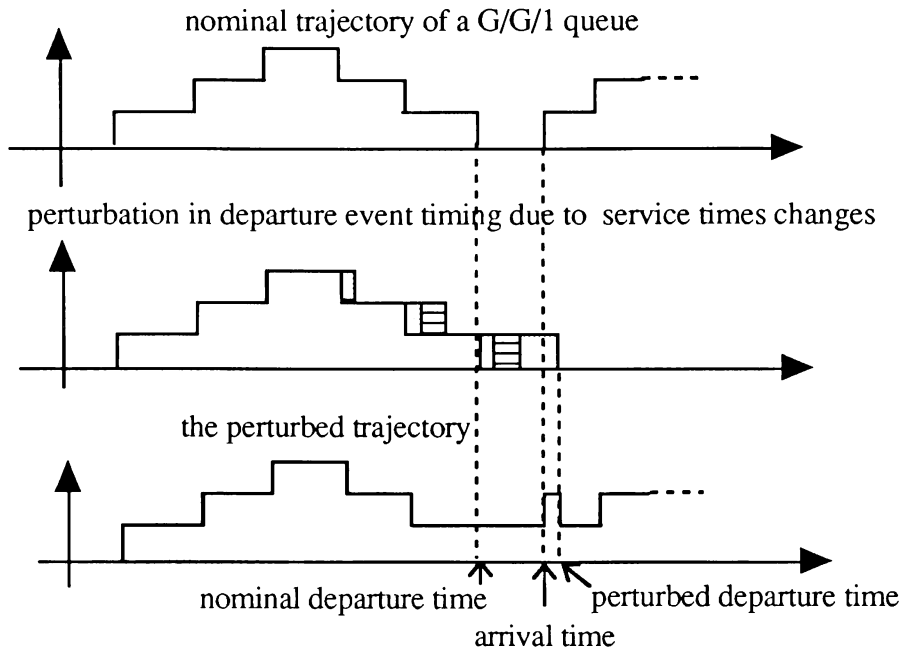 nominal trajectory of a G/G/1 queue
perturbation in departure event timing due to service times changes
the perturbed trajectory
nominal departure time
perturbed departure time
arrival time